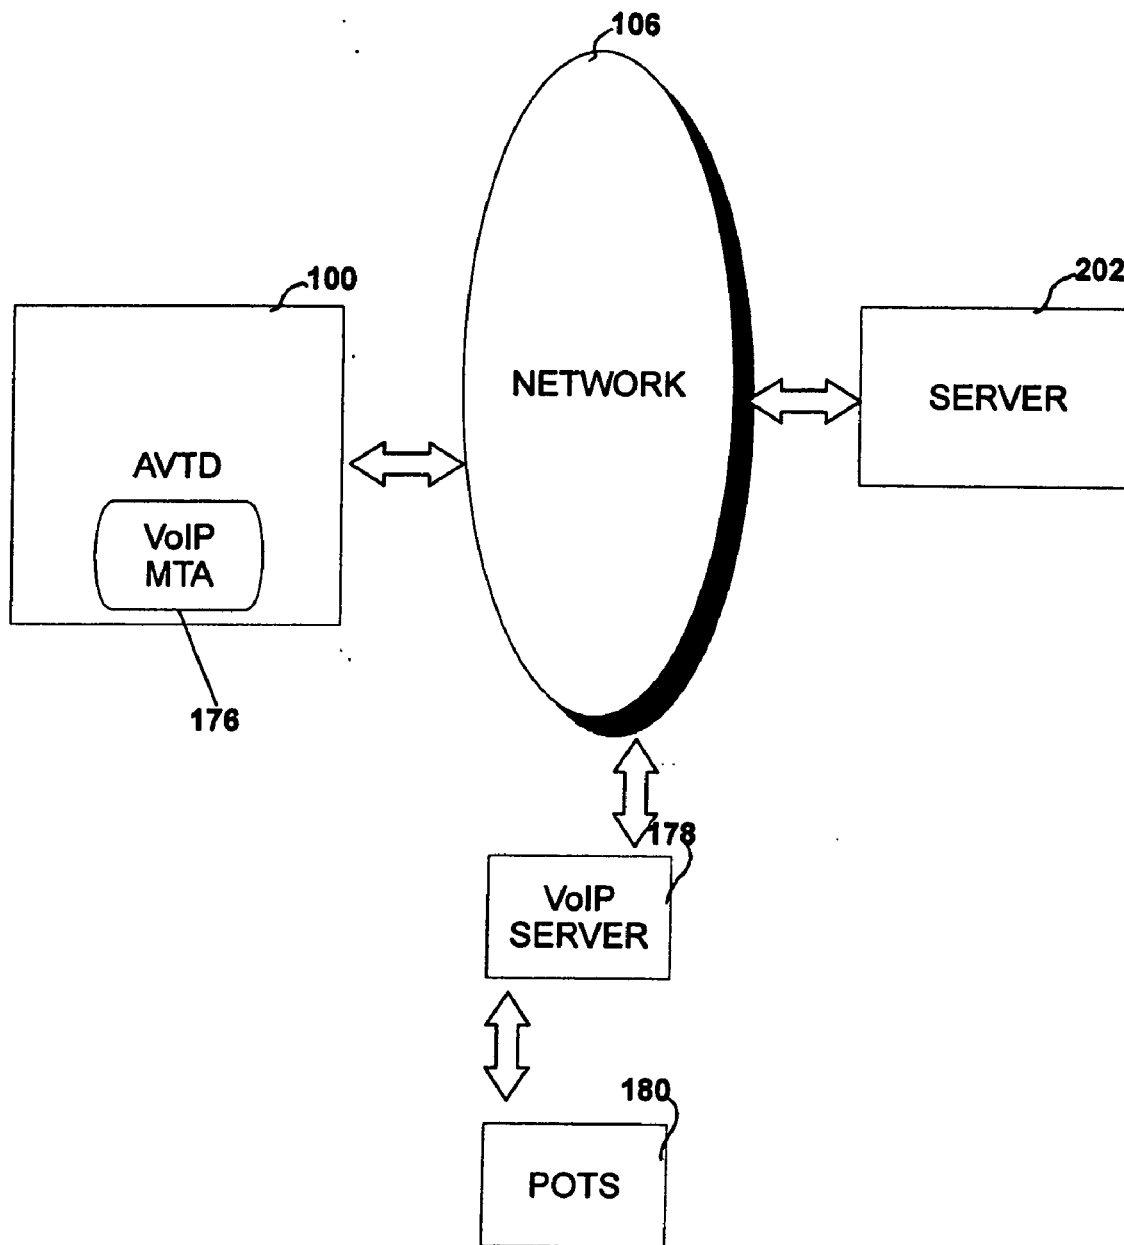 106
100
202
NETWORK
SERVER
AVTD
VoIP
MTA
176
178
VoIP
SERVER
180
POTS